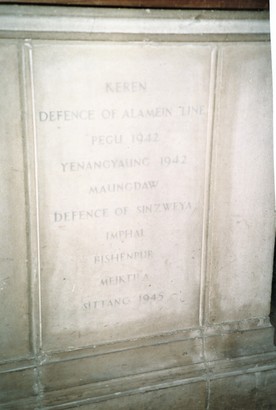 KEREN
DEFENCE OF ALAMEIN LINE
PEGU 1942
YENANGYAUNG 1942
MAUNGDAW
DEFENCE OF SINZWEYA
IMPHAL
BISHENPUR
MEIKTILA
SITTANG 1945